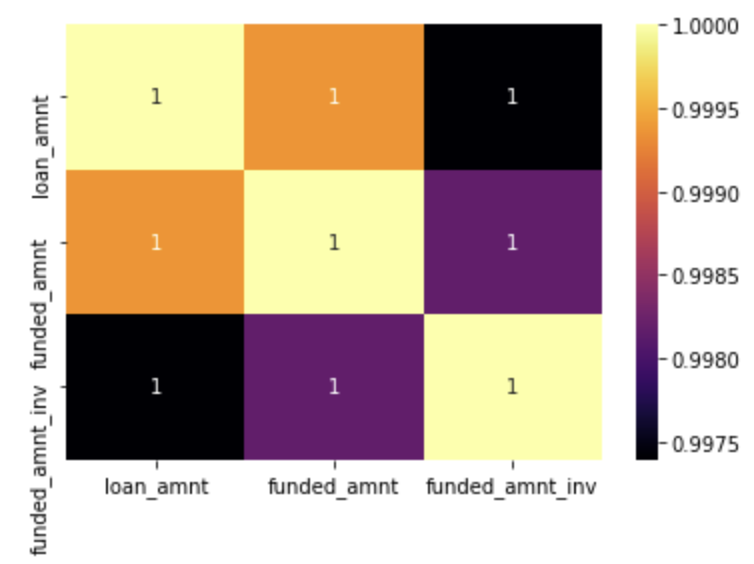 loan_amnt
funded_amnt
funded_amnt_inv
1 1 1
1 1 1
1 1 1
loan_amnt funded_amnt funded_amnt_inv
1.0000
0.9995
0.9990
0.9985
0.9980
0.9975